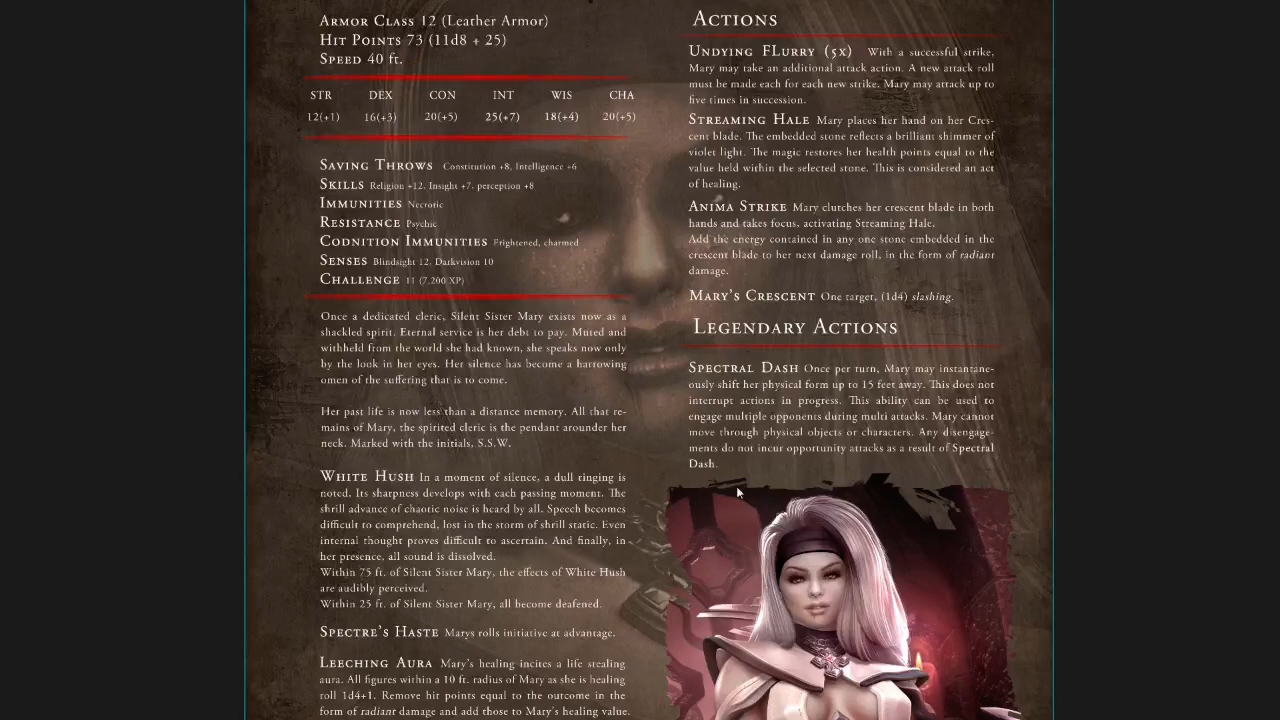 Armor Class 12 (Leather Armor)
Hit Points 73 (11d8 + 25)
Speed 40 ft.
STR DEX CON INT WIS CHA
12(+1) 16(+3) 20(+5) 25(+7) 18(+4) 20(+5)
Saving Throws Constitution +8, Intelligence +6
Skills Religion +12, Insight +7, perception +8
Immunities Necrotic
Resistance Psychic
Codnition Immunities Frightened, charmed
Senses Blindsight 12, Darkvision 10
Challenge 11 (7,200 XP)
Once a dedicated cleric, Silent Sister Mary exists now as a
shackled spirit. Eternal service is her debt to pay. Muted and
withheld from the world she had known, she speaks now only
by the look in her eyes. Her silence has become a harrowing
omen of the suffering that is to come.
Her past life is now less than a distance memory. All that re-
mains of Mary, the spirited cleric is the pendant arounder her
neck. Marked with the initials, S.S.W.
White Hush In a moment of silence, a dull ringing is
noted. Its sharpness develops with each passing moment. The
shrill advance of chaotic noise is heard by all. Speech becomes
difficult to comprehend, lost in the storm of shrill static. Even
internal thought proves difficult to ascertain. And finally, in
her presence, all sound is dissolved.
Within 75 ft. of Silent Sister Mary, the effects of White Hush
are audibly perceived.
Within 25 ft. of Silent Sister Mary, all become deafened.
Spectre's Haste Marys rolls initiative at advantage.
Leeching Aura Mary's healing incites a life stealing
aura. All figures within a 10 ft. radius of Mary as she is healing
roll 1d4+1. Remove hit points equal to the outcome in the
form of radiant damage and add those to Mary's healing value.
Actions
Undying FLurry (5x) With a successful strike,
Mary may take an additional attack action. A new attack roll
must be made each for each new strike. Mary may attack up to
five times in succession.
Streaming Hale Mary places her hand on her Cres-
cent blade. The embedded stone reflects a brilliant shimmer of
violet light. The magic restores her health points equal to the
value held within the selected stone. This is considered an act
of healing.
Anima Strike Mary clutches her crescent blade in both
hands and takes focus, activating Streaming Hale.
Add the energy contained in any one stone embedded in the
crescent blade to her next damage roll, in the form of radiant
damage.
Mary's Crescent One target, (1d4) slashing.
Legendary Actions
Spectral Dash Once per turn, Mary may instantane-
ously shift her physical form up to 15 feet away. This does not
interrupt actions in progress. This ability can be used to
engage multiple opponents during multi attacks. Mary cannot
move through physical objects or characters. Any disengage-
ments do not incur opportunity attacks as a result of Spectral
Dash.